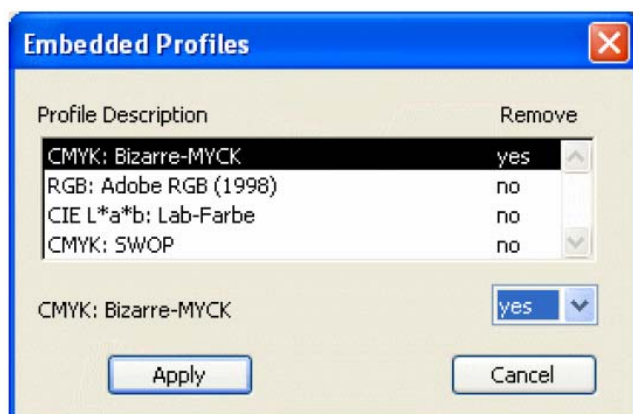 Embedded Profiles
Profile Description Remove
CMYK: Bizarre-MYCK yes
RGB: Adobe RGB (1998) no
CIE L*a*b: Lab-Farbe no
CMYK: SWOP no
CMYK: Bizarre-MYCK yes
Apply Cancel